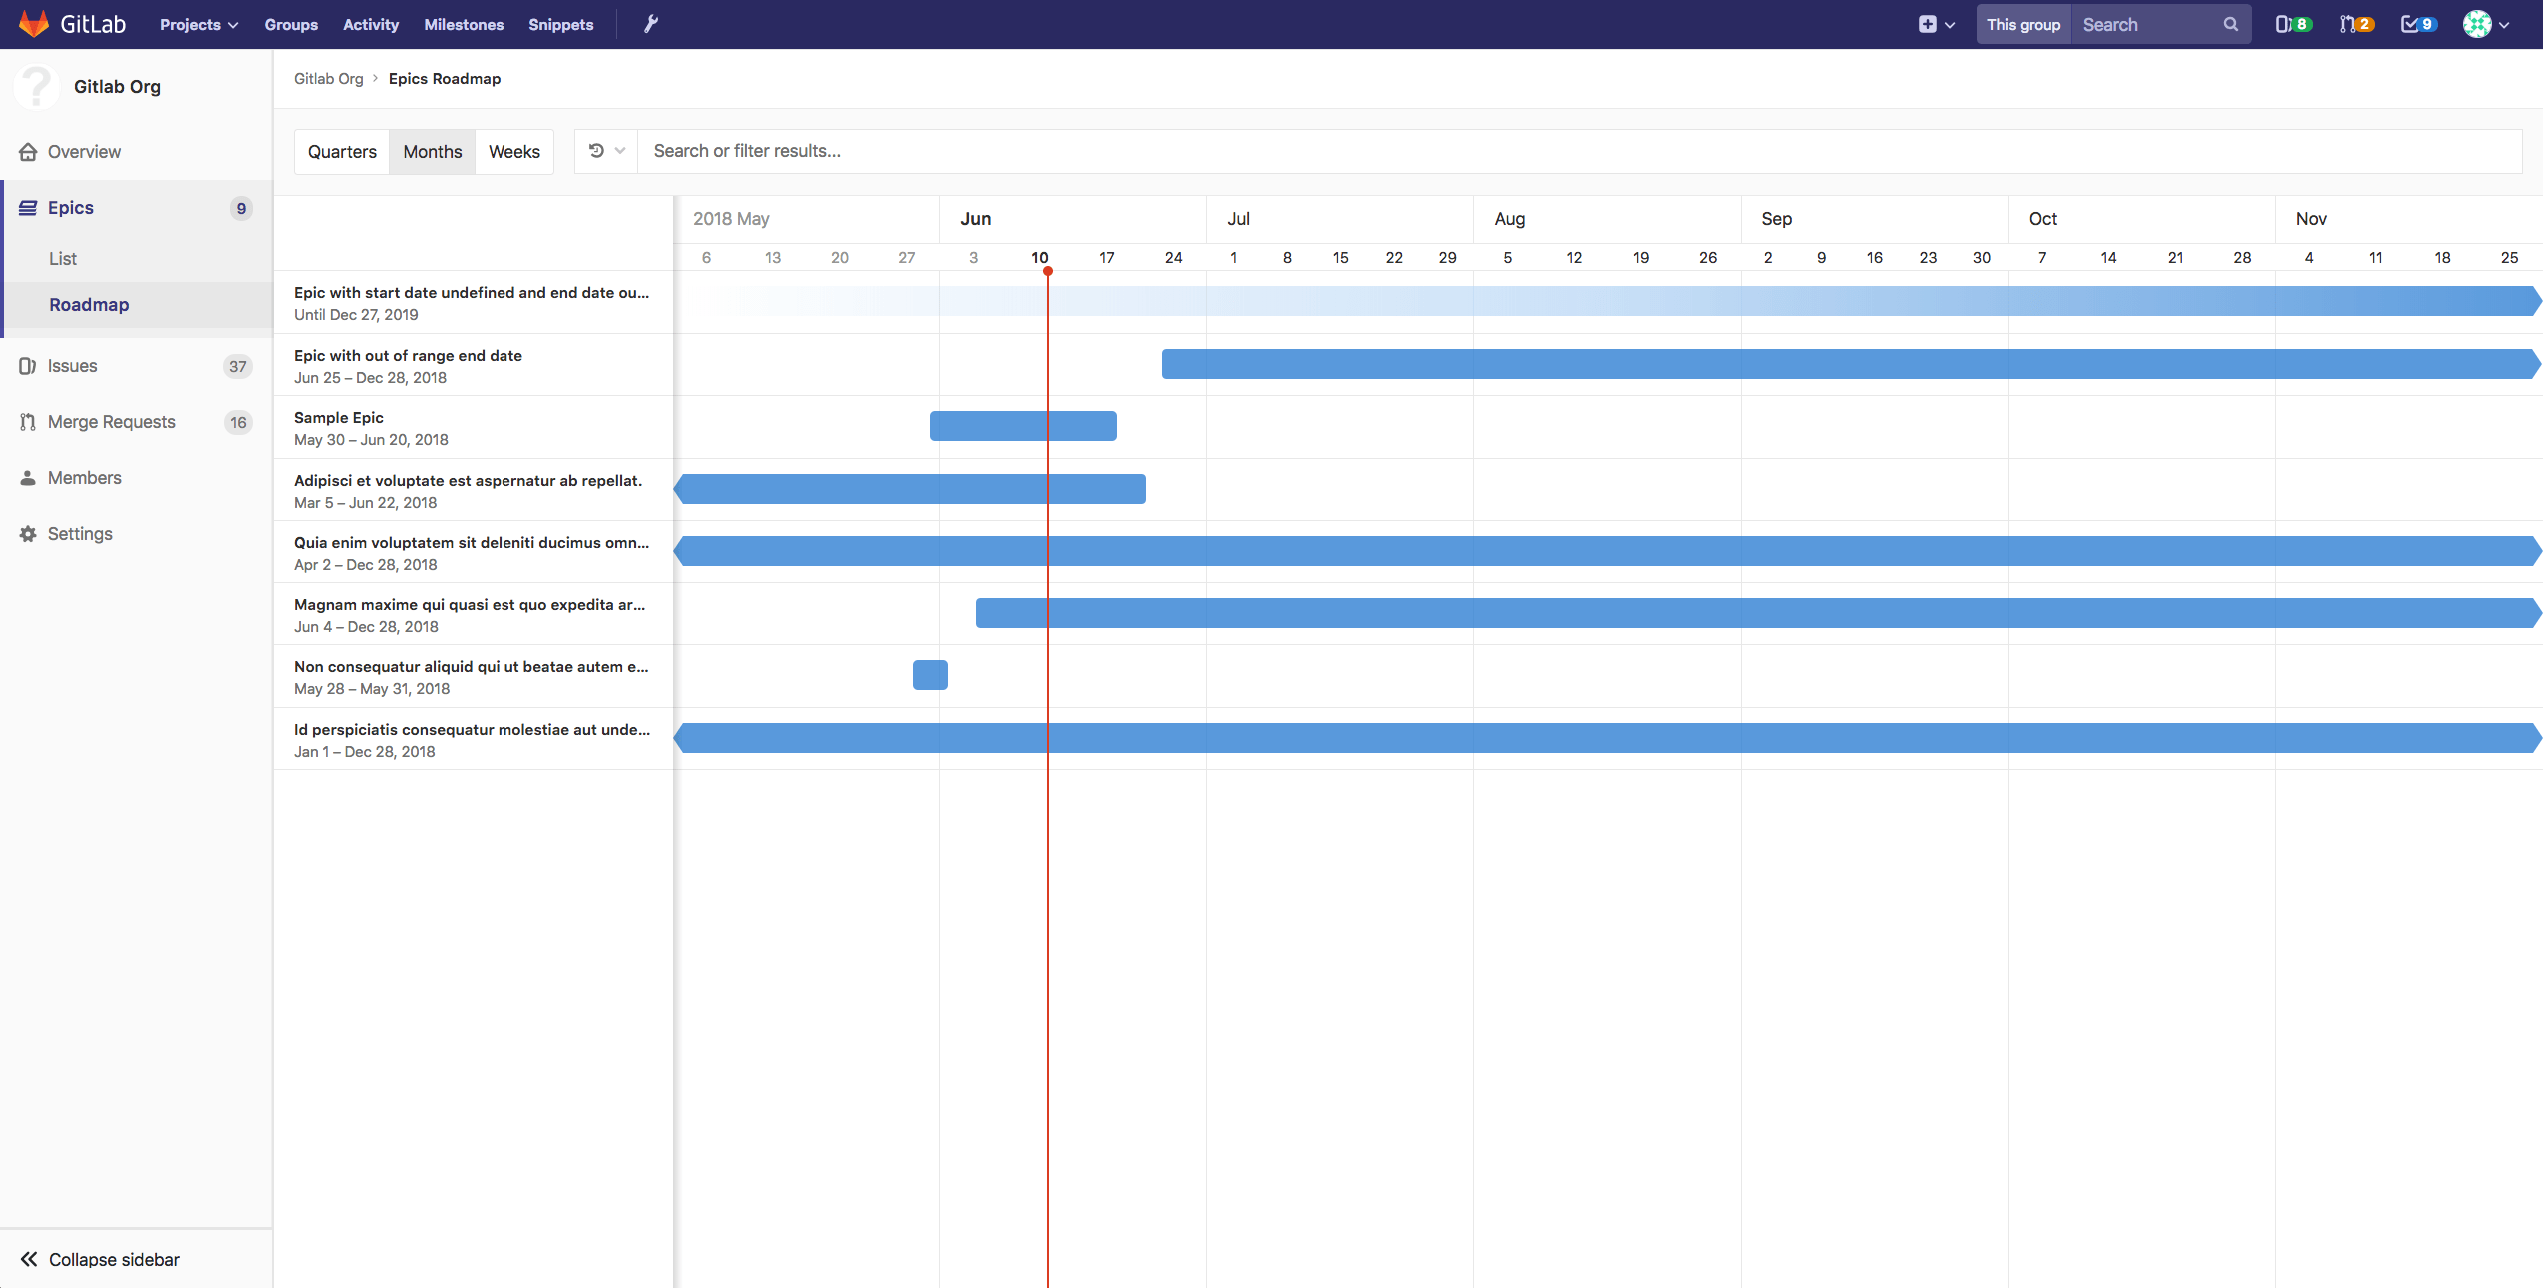 GitLab Projects Groups Activity Milestones Snippets This group Search 8 2 9
? Gitlab Org
Gitlab Org › Epics Roadmap
Overview
Epics 9
List
Roadmap
Issues 37
Merge Requests 16
Members
Settings
Collapse sidebar
Quarters Months Weeks Search or filter results...
2018 May Jun Jul Aug Sep Oct Nov
6 13 20 27 3 10 17 24 1 8 15 22 29 5 12 19 26 2 9 16 23 30 7 14 21 28 4 11 18 25
Epic with start date undefined and end date ou...
Until Dec 27, 2019
Epic with out of range end date
Jun 25 – Dec 28, 2018
Sample Epic
May 30 – Jun 20, 2018
Adipisci et voluptate est aspernatur ab repellat.
Mar 5 – Jun 22, 2018
Quia enim voluptatem sit deleniti ducimus omn...
Apr 2 – Dec 28, 2018
Magnam maxime qui quasi est quo expedita ar...
Jun 4 – Dec 28, 2018
Non consequatur aliquid qui ut beatae autem e...
May 28 – May 31, 2018
Id perspiciatis consequatur molestiae aut unde...
Jan 1 – Dec 28, 2018